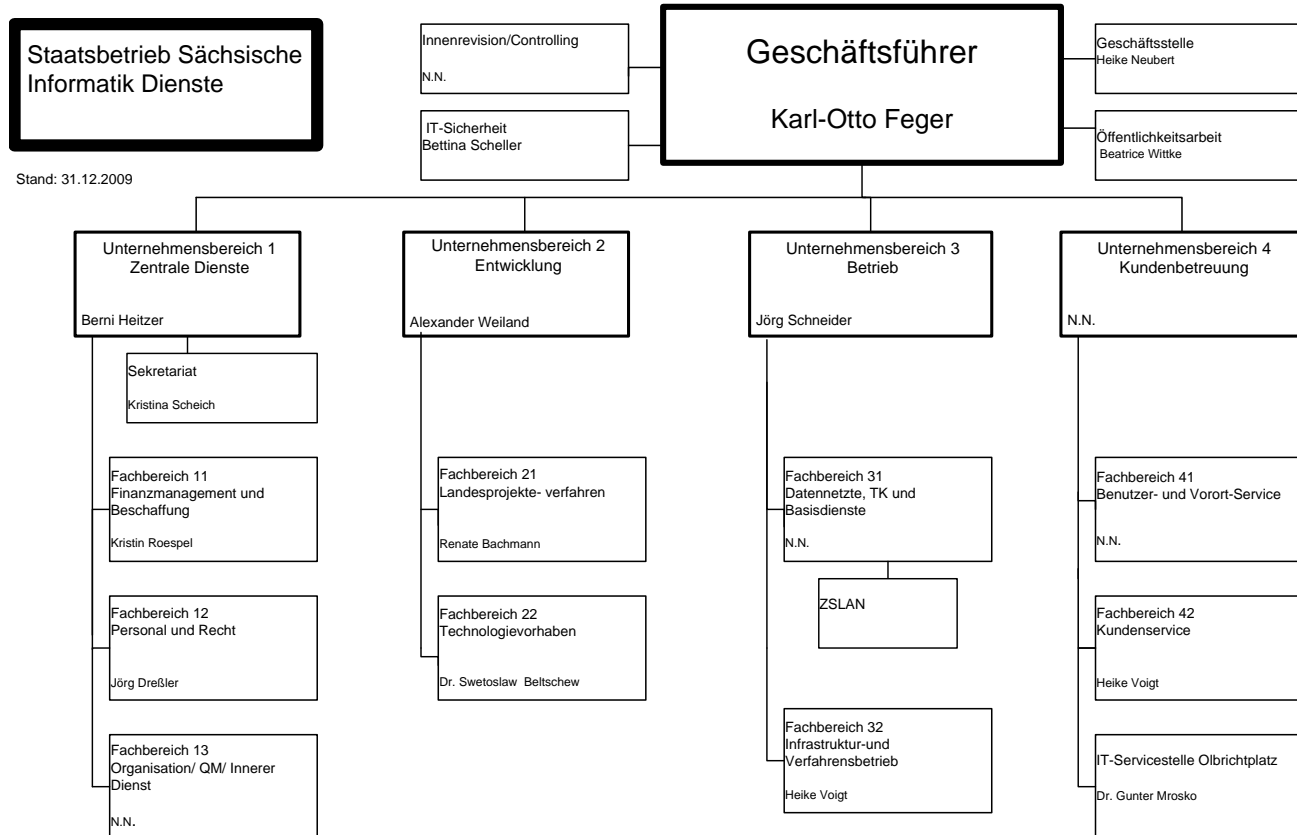 Staatsbetrieb Sächsische
Informatik Dienste
Stand: 31.12.2009
Innenrevision/Controlling
N.N.
IT-Sicherheit
Bettina Scheller
Geschäftsführer
Karl-Otto Feger
Geschäftsstelle
Heike Neubert
Öffentlichkeitsarbeit
Beatrice Wittke
Unternehmensbereich 1
Zentrale Dienste
Berni Heitzer
Sekretariat
Kristina Scheich
Fachbereich 11
Finanzmanagement und
Beschaffung
Kristin Roespel
Fachbereich 12
Personal und Recht
Jörg Dreßler
Fachbereich 13
Organisation/ QM/ Innerer
Dienst
N.N.
Unternehmensbereich 2
Entwicklung
Alexander Weiland
Fachbereich 21
Landesprojekte- verfahren
Renate Bachmann
Fachbereich 22
Technologievorhaben
Dr. Swetoslaw Beltschew
Unternehmensbereich 3
Betrieb
Jörg Schneider
Fachbereich 31
Datennetzte, TK und
Basisdienste
N.N.
ZSLAN
Fachbereich 32
Infrastruktur-und
Verfahrensbetrieb
Heike Voigt
Unternehmensbereich 4
Kundenbetreuung
N.N.
Fachbereich 41
Benutzer- und Vorort-Service
N.N.
Fachbereich 42
Kundenservice
Heike Voigt
IT-Servicestelle Olbrichtplatz
Dr. Gunter Mrosko